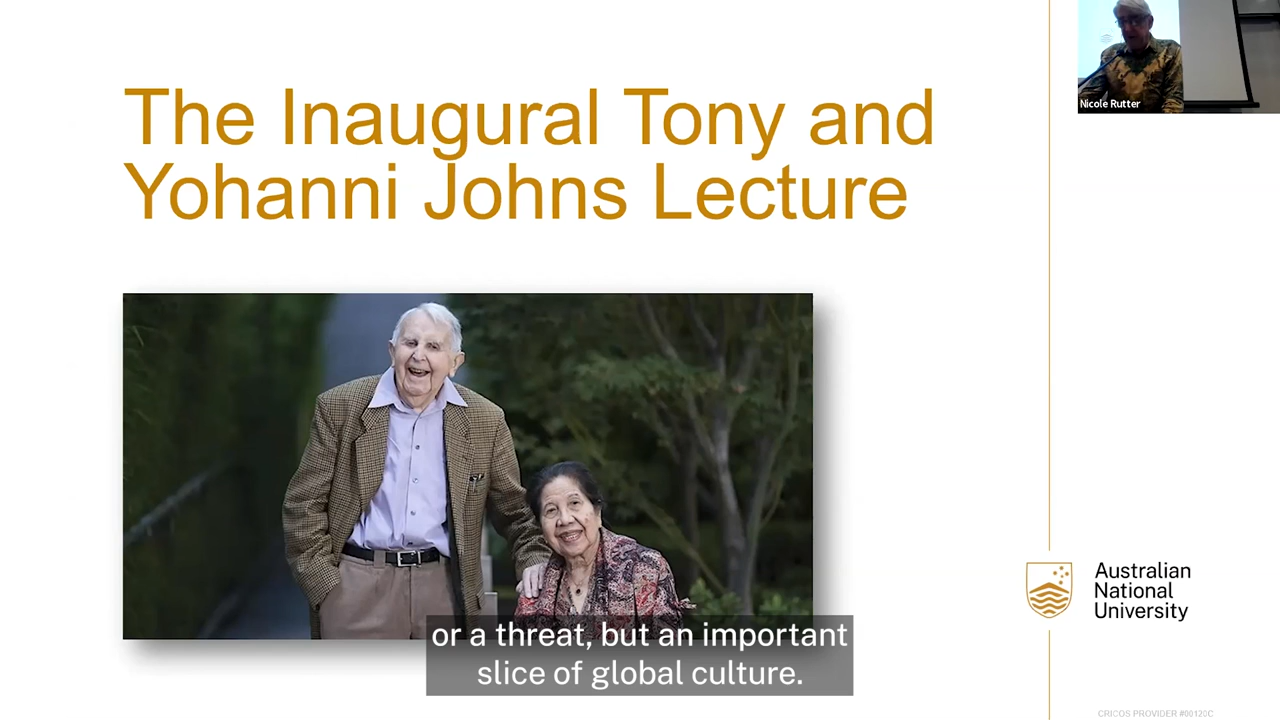 The Inaugural Tony and
Yohanni Johns Lecture
Nicole Rutter
Australian
National
University
or a threat, but an important
slice of global culture.
CRICOS PROVIDER #00120C